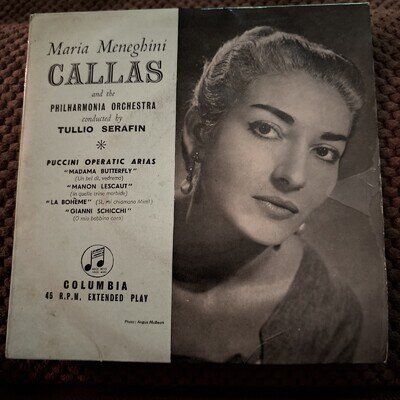 Maria Meneghini
CALLAS
and the
PHILHARMONIA ORCHESTRA
conducted by
TULLIO SERAFIN
*
PUCCINI OPERATIC ARIAS
"MADAMA BUTTERFLY"
(Un bel dì, vedremo)
"MANON LESCAUT"
(In quelle trine morbide)
"LA BOHÈME" (Sì, mi chiamano Mimì)
"GIANNI SCHICCHI"
(O mio babbino caro)
COLUMBIA
45 R.P.M. EXTENDED PLAY
Photo: Angus McBean